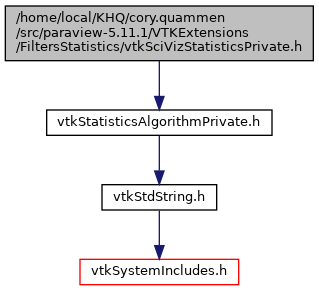 /home/local/KHQ/cory.quammen
/src/paraview-5.11.1/VTKExtensions
/FiltersStatistics/vtkSciVizStatisticsPrivate.h
vtkStatisticsAlgorithmPrivate.h
vtkStdString.h
vtkSystemIncludes.h